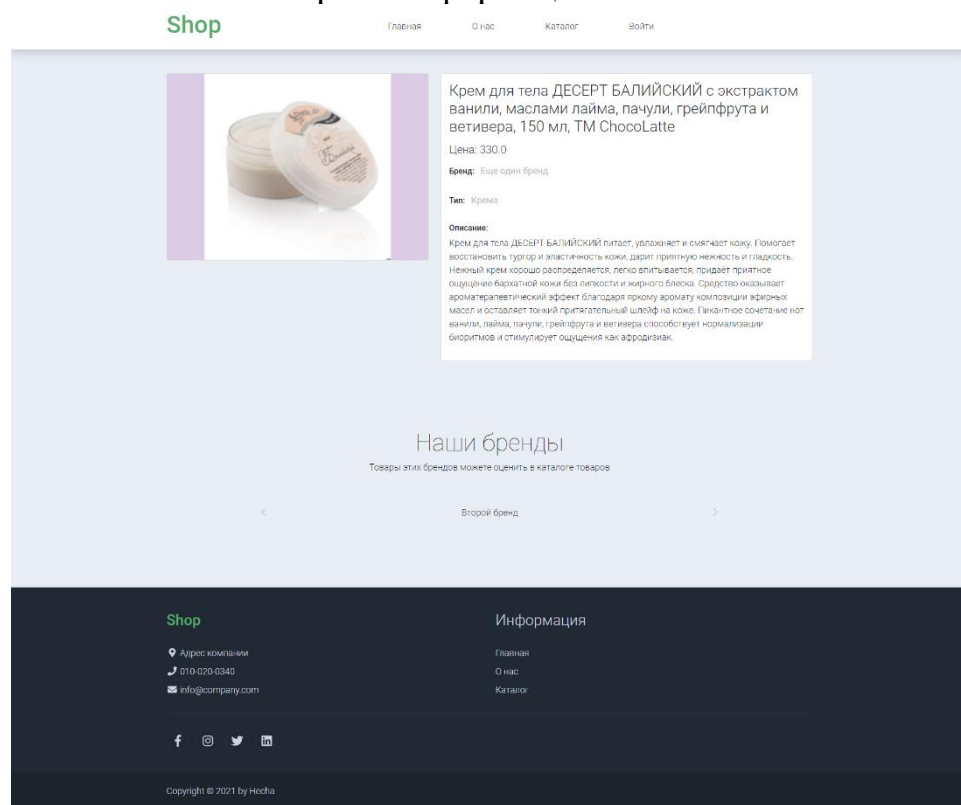 Shop
Главная О нас Каталог Войти
Крем для тела ДЕСЕРТ БАЛИЙСКИЙ с экстрактом
ванили, маслами лайма, пачули, грейпфрута и
ветивера, 150 мл, ТМ ChocoLatte
Цена: 330.0
Бренд: Еще один бренд
Тип: Крема
Описание:
Крем для тела ДЕСЕРТ БАЛИЙСКИЙ питает, увлажняет и смягчает кожу. Помогает
восстановить тургор и эластичность кожи, дарит приятную нежность и гладкость.
Нежный крем хорошо распределяется, легко впитывается, придаёт приятное
ощущение бархатной кожи без липкости и жирного блеска. Средство оказывает
ароматерапевтический эффект благодаря яркому аромату композиции эфирных
масел и оставляет тонкий притягательный шлейф на коже. Пикантное сочетание нот
ванили, лайма, пачули, грейпфрута и ветивера способствует нормализации
биоритмов и стимулирует ощущения как афродизиак.
Наши бренды
Товары этих брендов можете оценить в каталоге товаров
Второй бренд
Shop
Адрес компании
010-020-0340
info@company.com
Информация
Главная
О нас
Каталог
Copyright © 2021 by Hecha